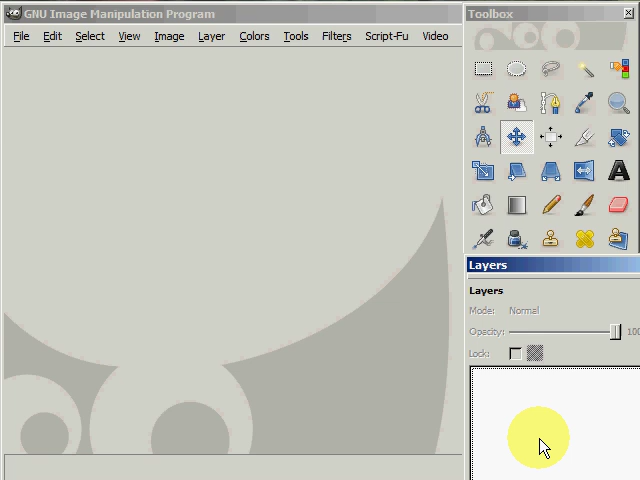 GNU Image Manipulation Program
File Edit Select View Image Layer Colors Tools Filters Script-Fu Video
Toolbox
Layers
Layers
Mode: Normal
Opacity: 100
Lock: